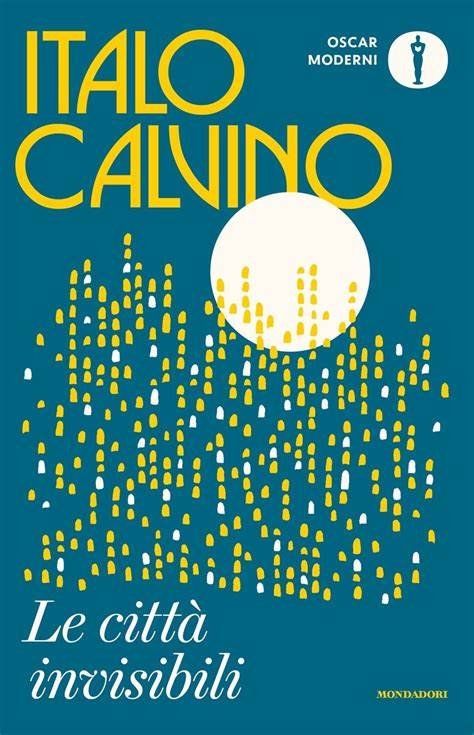 ITALO
CALVINO
OSCAR
MODERNI
Le città
invisibili
MONDADORI